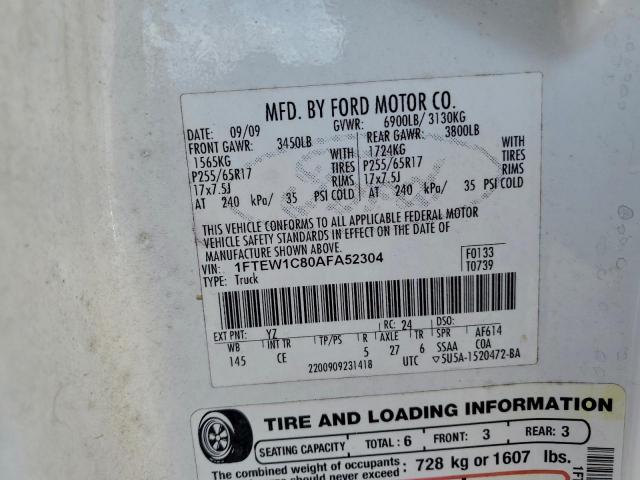 MFD. BY FORD MOTOR CO.
DATE: 09/09 GVWR: 6900LB/ 3130KG
FRONT GAWR: 3450LB REAR GAWR: 3800LB
1565KG WITH 1724KG WITH
P255/65R17 TIRES P255/65R17 TIRES
17x7.5J RIMS 17x7.5J RIMS
AT 240 kPa/ 35 PSI COLD AT 240 kPa/ 35 PSI COLD
THIS VEHICLE CONFORMS TO ALL APPLICABLE FEDERAL MOTOR
VEHICLE SAFETY STANDARDS IN EFFECT ON THE DATE OF
MANUFACTURE SHOWN ABOVE.
VIN: 1FTEW1C80AFA52304 F0133
TYPE: Truck T0739
EXT PNT: YZ RC: 24 DSO:
WB INT TR TP/PS R AXLE TR SPR AF614
145 CE 5 27 6 SSAA COA
2200909231418 UTC 5U5A-1520472-BA
TIRE AND LOADING INFORMATION
SEATING CAPACITY TOTAL: 6 FRONT: 3 REAR: 3
The combined weight of occupants 728 kg or 1607 lbs.
should never exceed: